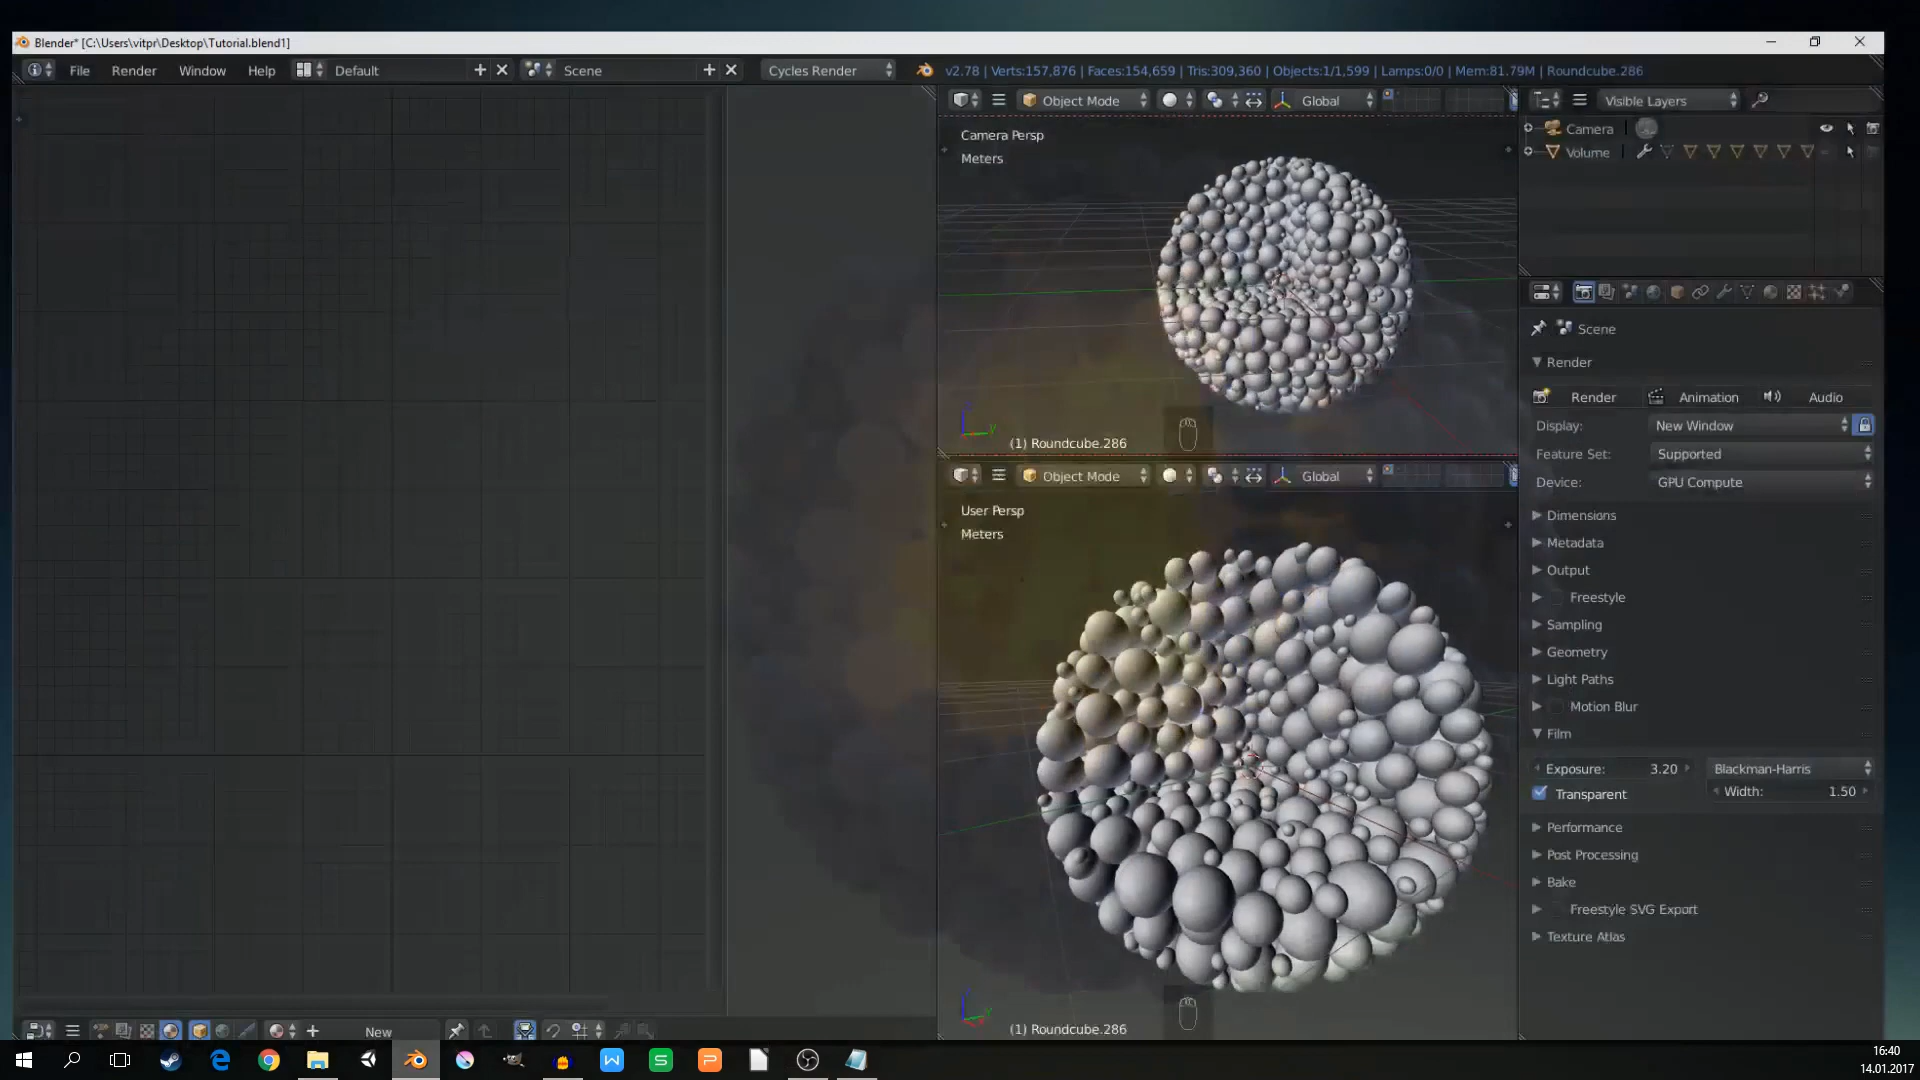 Blender* [C:\Users\vitpr\Desktop\Tutorial.blend1]
File Render Window Help Default Scene Cycles Render v2.78 | Verts:157,876 | Faces:154,659 | Tris:309,360 | Objects:1/1,599 | Lamps:0/0 | Mem:81.79M | Roundcube.286
Object Mode Global
Visible Layers
Camera Persp
Meters
Camera
Volume
(1) Roundcube.286
Object Mode Global
User Persp
Meters
(1) Roundcube.286
Scene
Render
Render Animation Audio
Display: New Window
Feature Set: Supported
Device: GPU Compute
Dimensions
Metadata
Output
Freestyle
Sampling
Geometry
Light Paths
Motion Blur
Film
Exposure: 3.20 Blackman-Harris
Transparent Width: 1.50
Performance
Post Processing
Bake
Freestyle SVG Export
Texture Atlas
New
16:40
14.01.2017